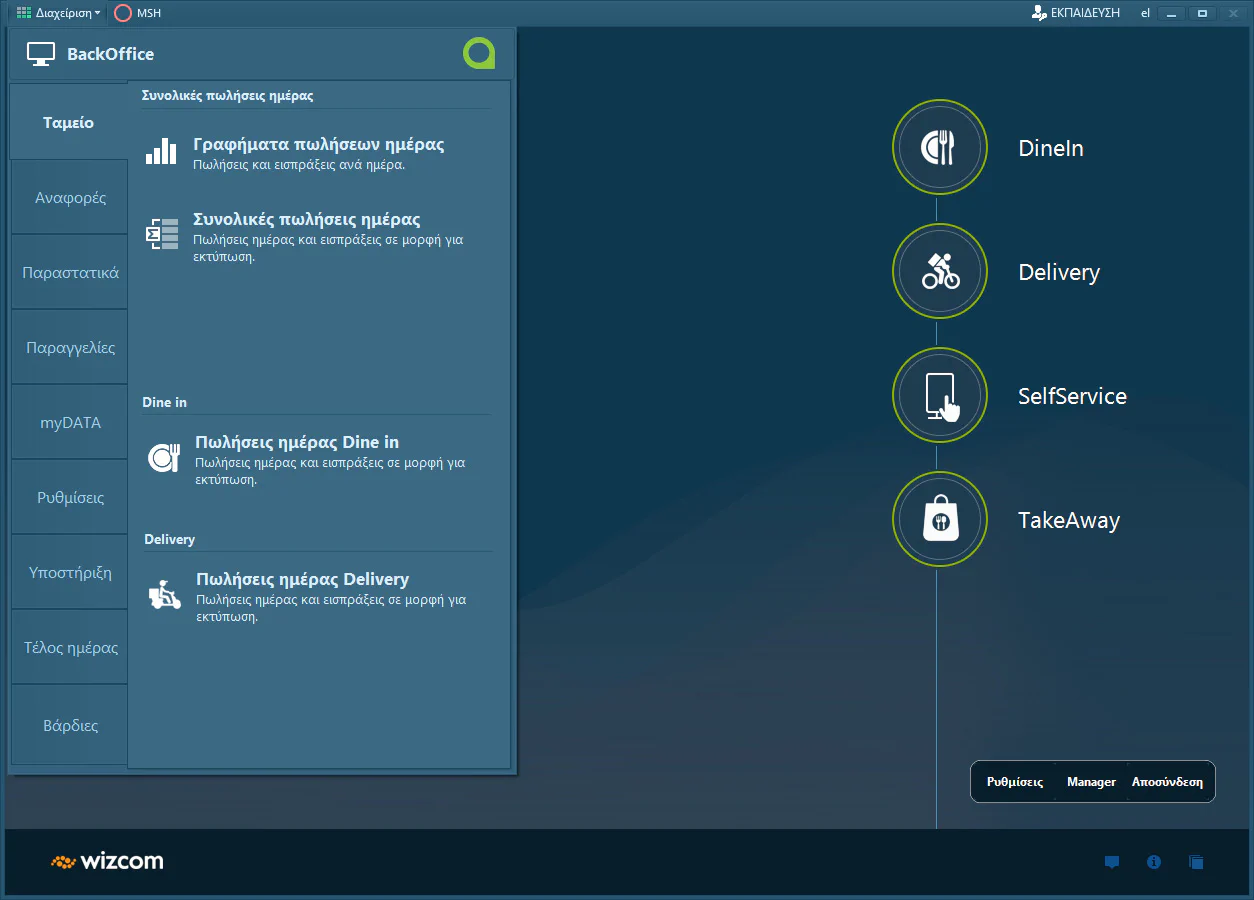 Διαχείριση MSH ΕΚΠΑΙΔΕΥΣΗ el
BackOffice
Ταμείο
Αναφορές
Παραστατικά
Παραγγελίες
myDATA
Ρυθμίσεις
Υποστήριξη
Τέλος ημέρας
Βάρδιες
Συνολικές πωλήσεις ημέρας
Γραφήματα πωλήσεων ημέρας
Πωλήσεις και εισπράξεις ανά ημέρα.
Συνολικές πωλήσεις ημέρας
Πωλήσεις ημέρας και εισπράξεις σε μορφή για
εκτύπωση.
Dine in
Πωλήσεις ημέρας Dine in
Πωλήσεις ημέρας και εισπράξεις σε μορφή για
εκτύπωση.
Delivery
Πωλήσεις ημέρας Delivery
Πωλήσεις ημέρας και εισπράξεις σε μορφή για
εκτύπωση.
DineIn
Delivery
SelfService
TakeAway
Ρυθμίσεις Manager Αποσύνδεση
wizcom